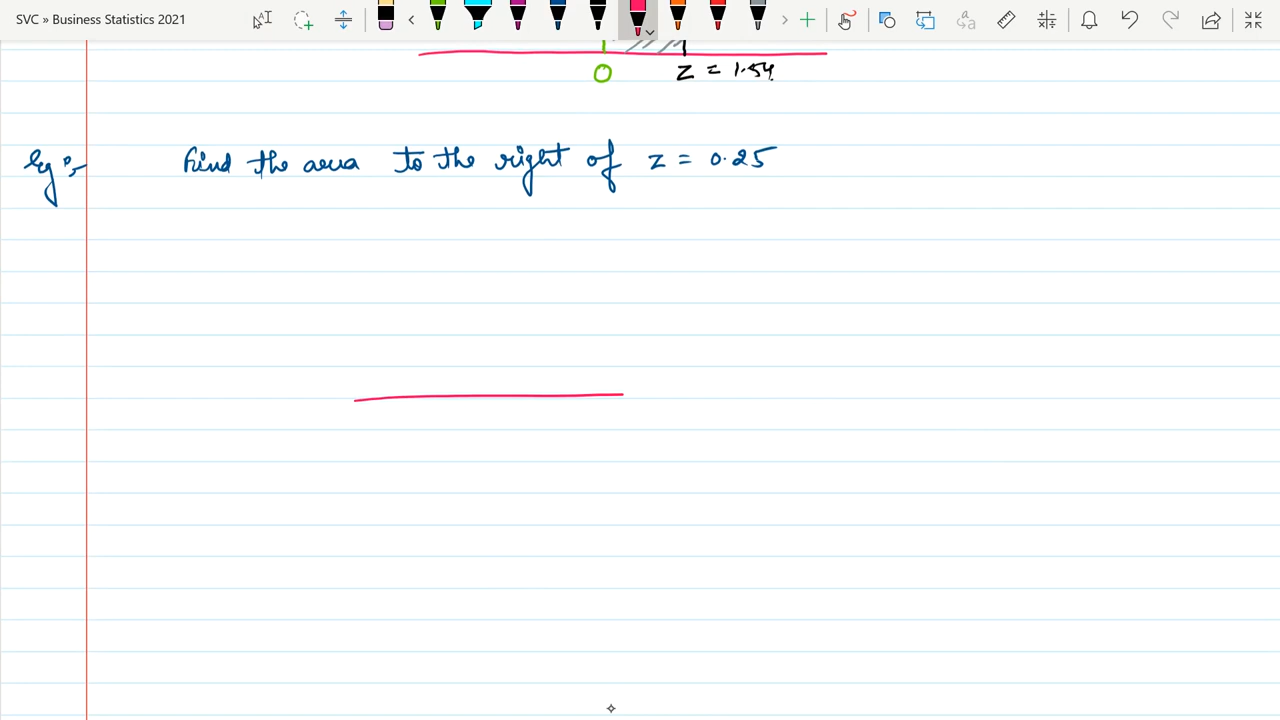 SVC » Business Statistics 2021
0 z = 1.54
Eg:- Find the area to the right of z = 0.25